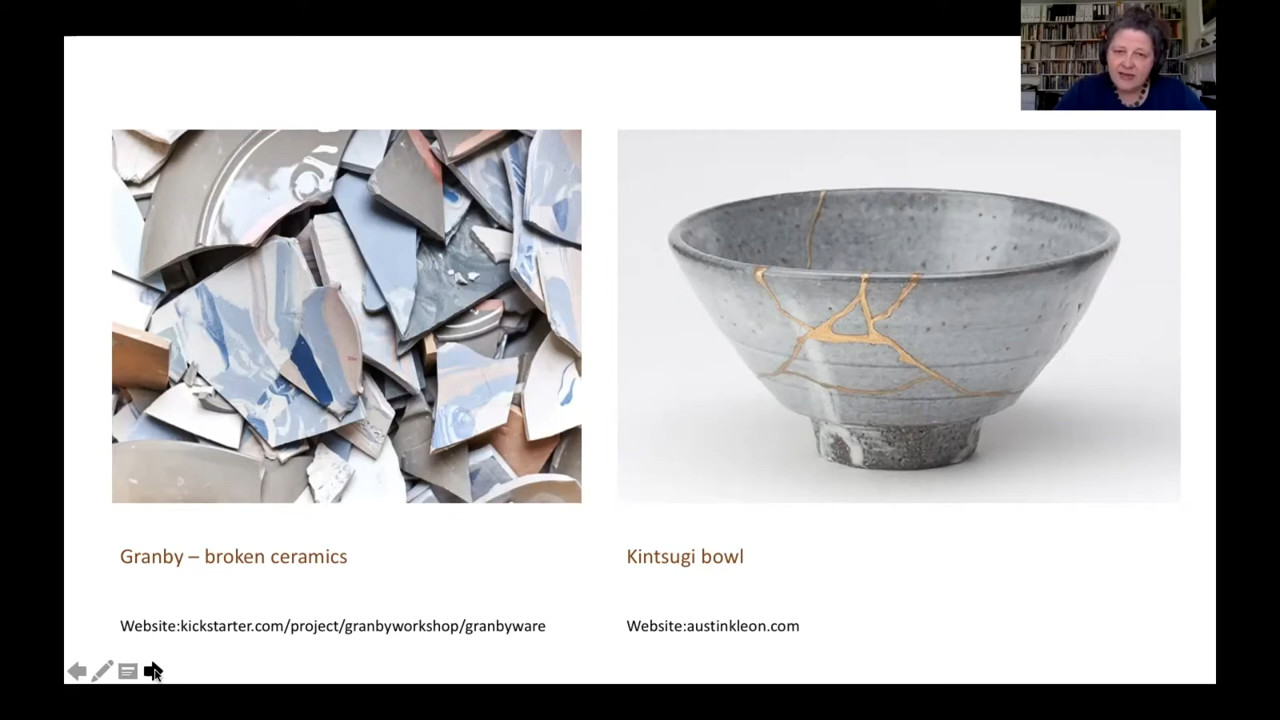 Granby – broken ceramics
Kintsugi bowl
Website:kickstarter.com/project/granbyworkshop/granbyware
Website:austinkleon.com